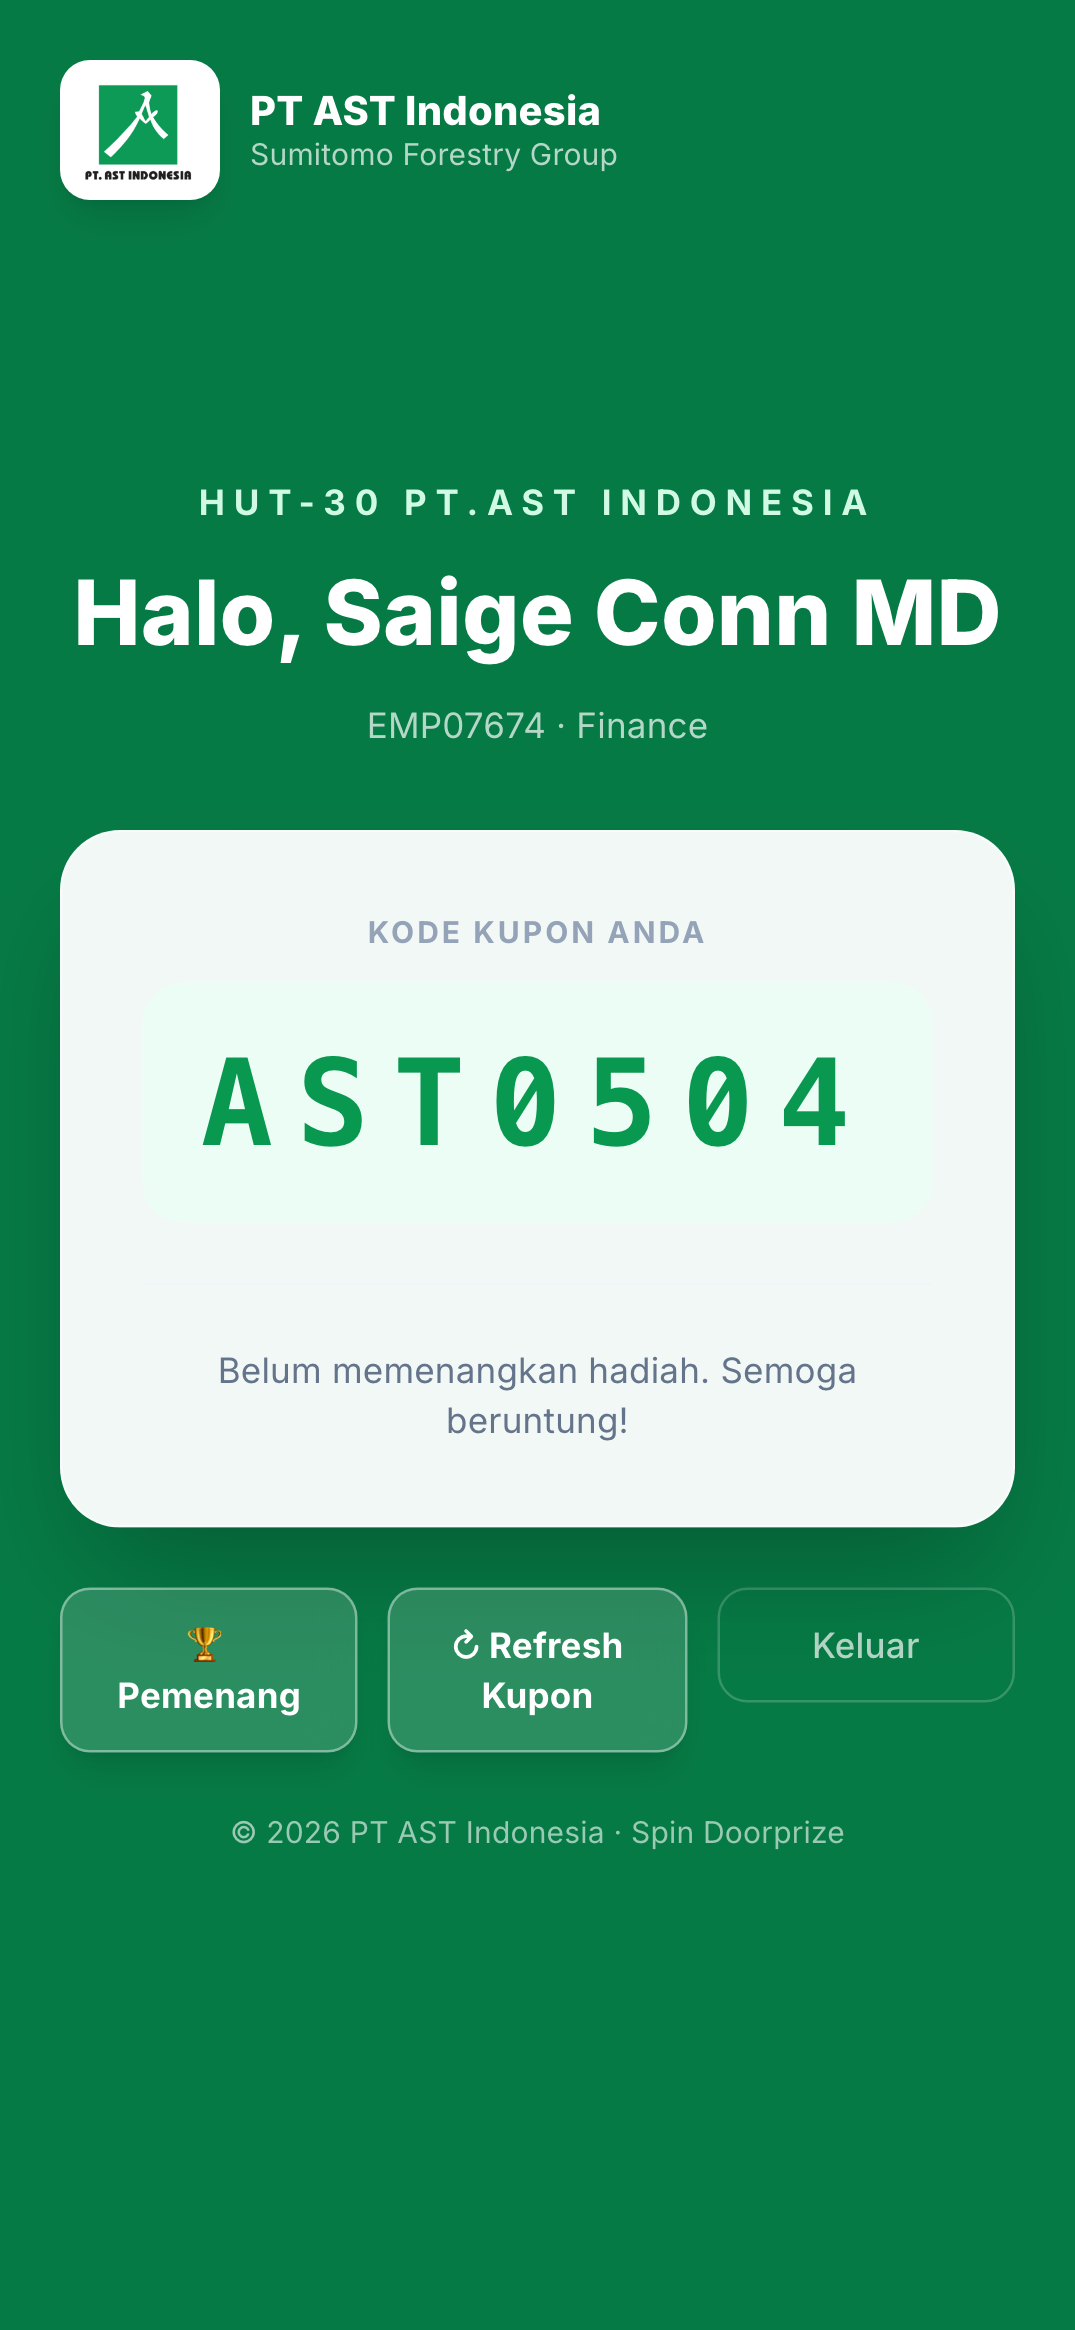 PT. AST INDONESIA
PT AST Indonesia
Sumitomo Forestry Group
HUT-30 PT.AST INDONESIA
Halo, Saige Conn MD
EMP07674 · Finance
KODE KUPON ANDA
AST0504
Belum memenangkan hadiah. Semoga
beruntung!
🏆
Pemenang
↻ Refresh
Kupon
Keluar
© 2026 PT AST Indonesia · Spin Doorprize